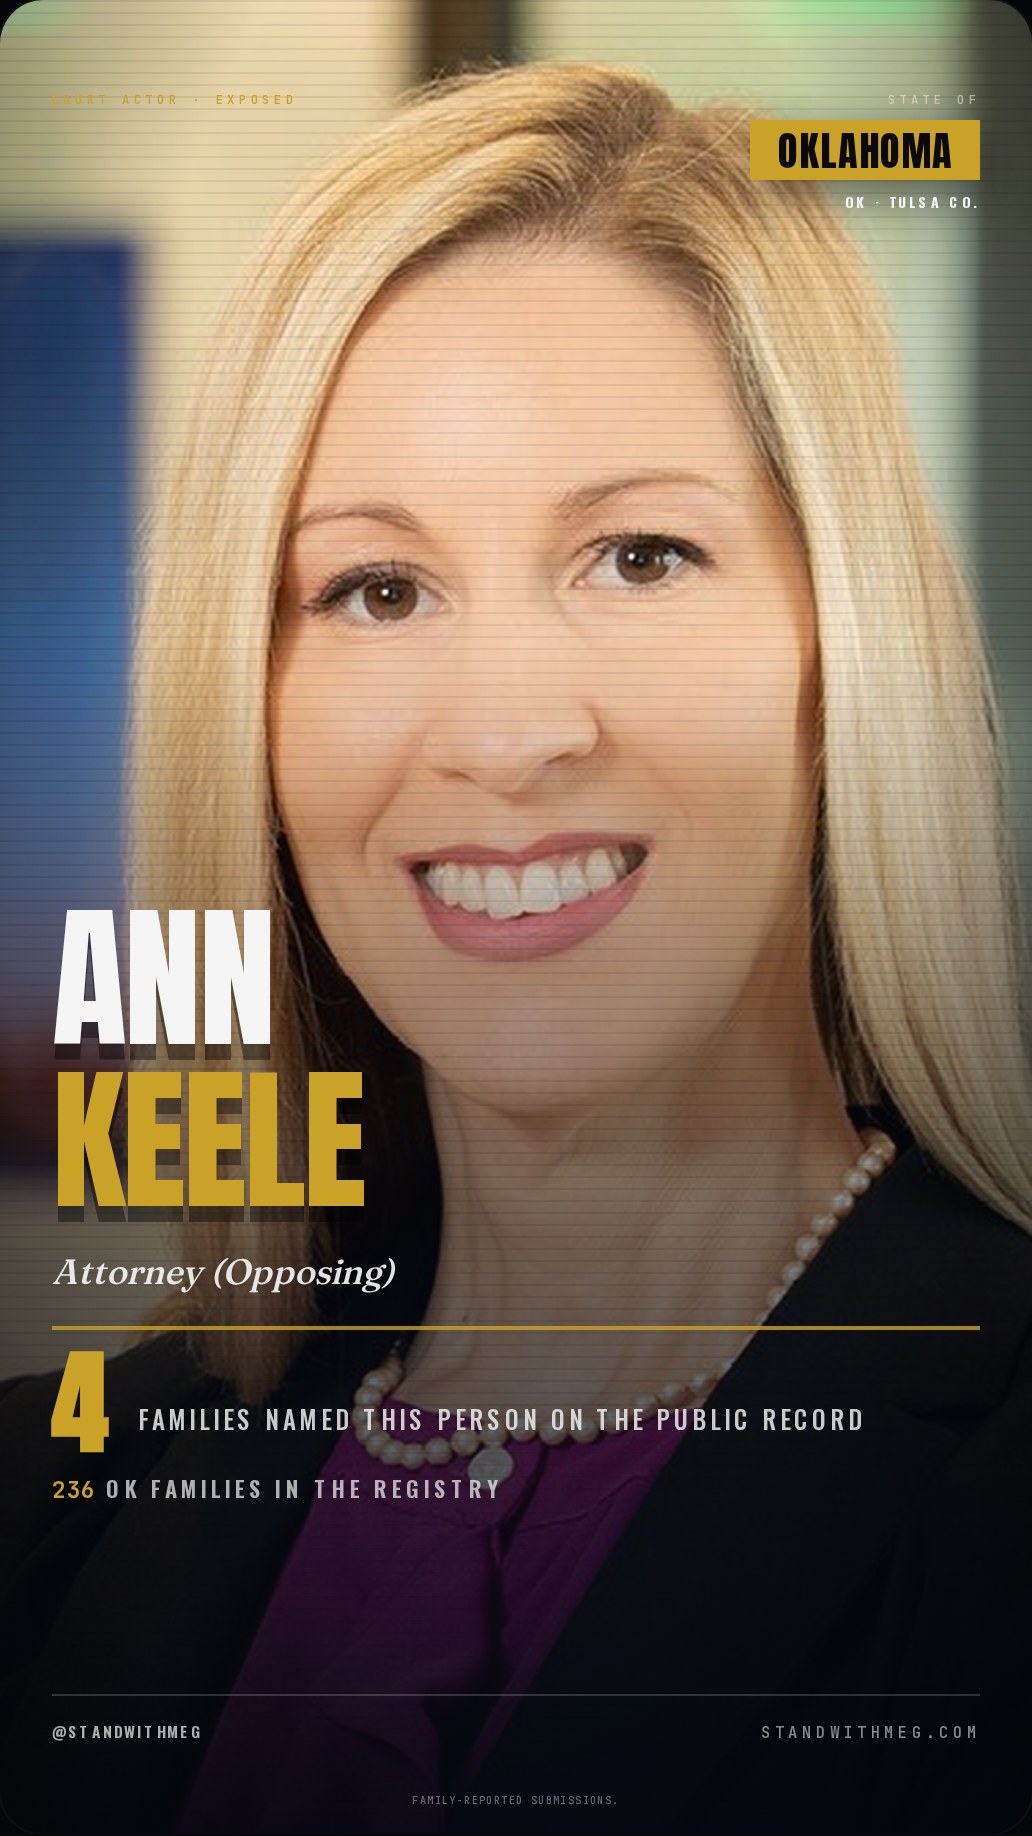 COURT ACTOR · EXPOSED
STATE OF
OKLAHOMA
OK · TULSA CO.
ANN
KEELE
Attorney (Opposing)
4 FAMILIES NAMED THIS PERSON ON THE PUBLIC RECORD
236 OK FAMILIES IN THE REGISTRY
@STANDWITHMEG
STANDWITHMEG.COM
FAMILY-REPORTED SUBMISSIONS.